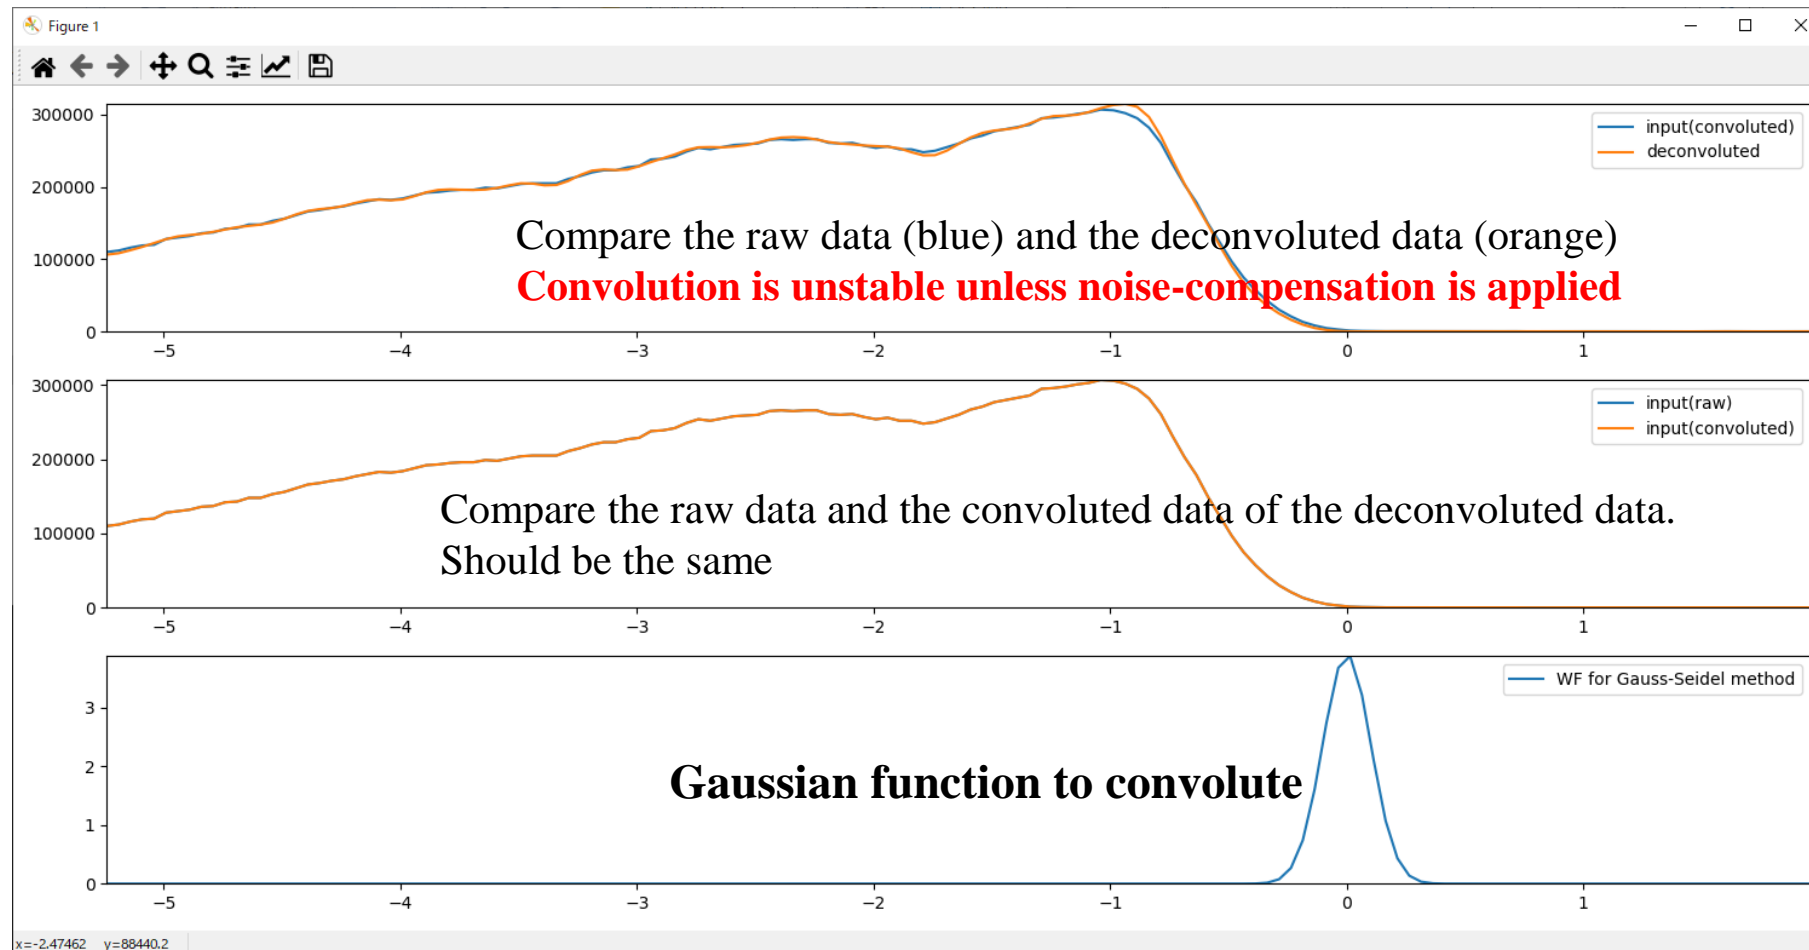 Figure 1
300000
200000
100000
0
input(convoluted)
deconvoluted
Compare the raw data (blue) and the deconvoluted data (orange)
Convolution is unstable unless noise-compensation is applied
−5 −4 −3 −2 −1 0 1
300000
200000
100000
0
input(raw)
input(convoluted)
Compare the raw data and the convoluted data of the deconvoluted data.
Should be the same
−5 −4 −3 −2 −1 0 1
3
2
1
0
WF for Gauss-Seidel method
Gaussian function to convolute
−5 −4 −3 −2 −1 0 1
x=-2.47462 y=88440.2